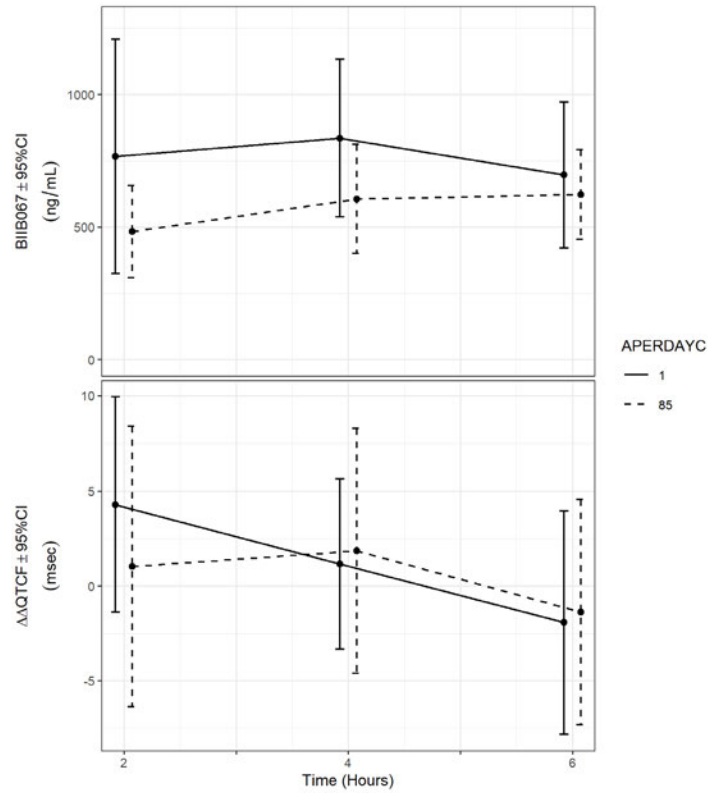 BIIB067 ± 95%CI
(ng/mL)
1000
500
0
ΔΔQTCF ± 95%CI
(msec)
10
5
0
-5
2
4
6
Time (Hours)
APERDAYC
1
85